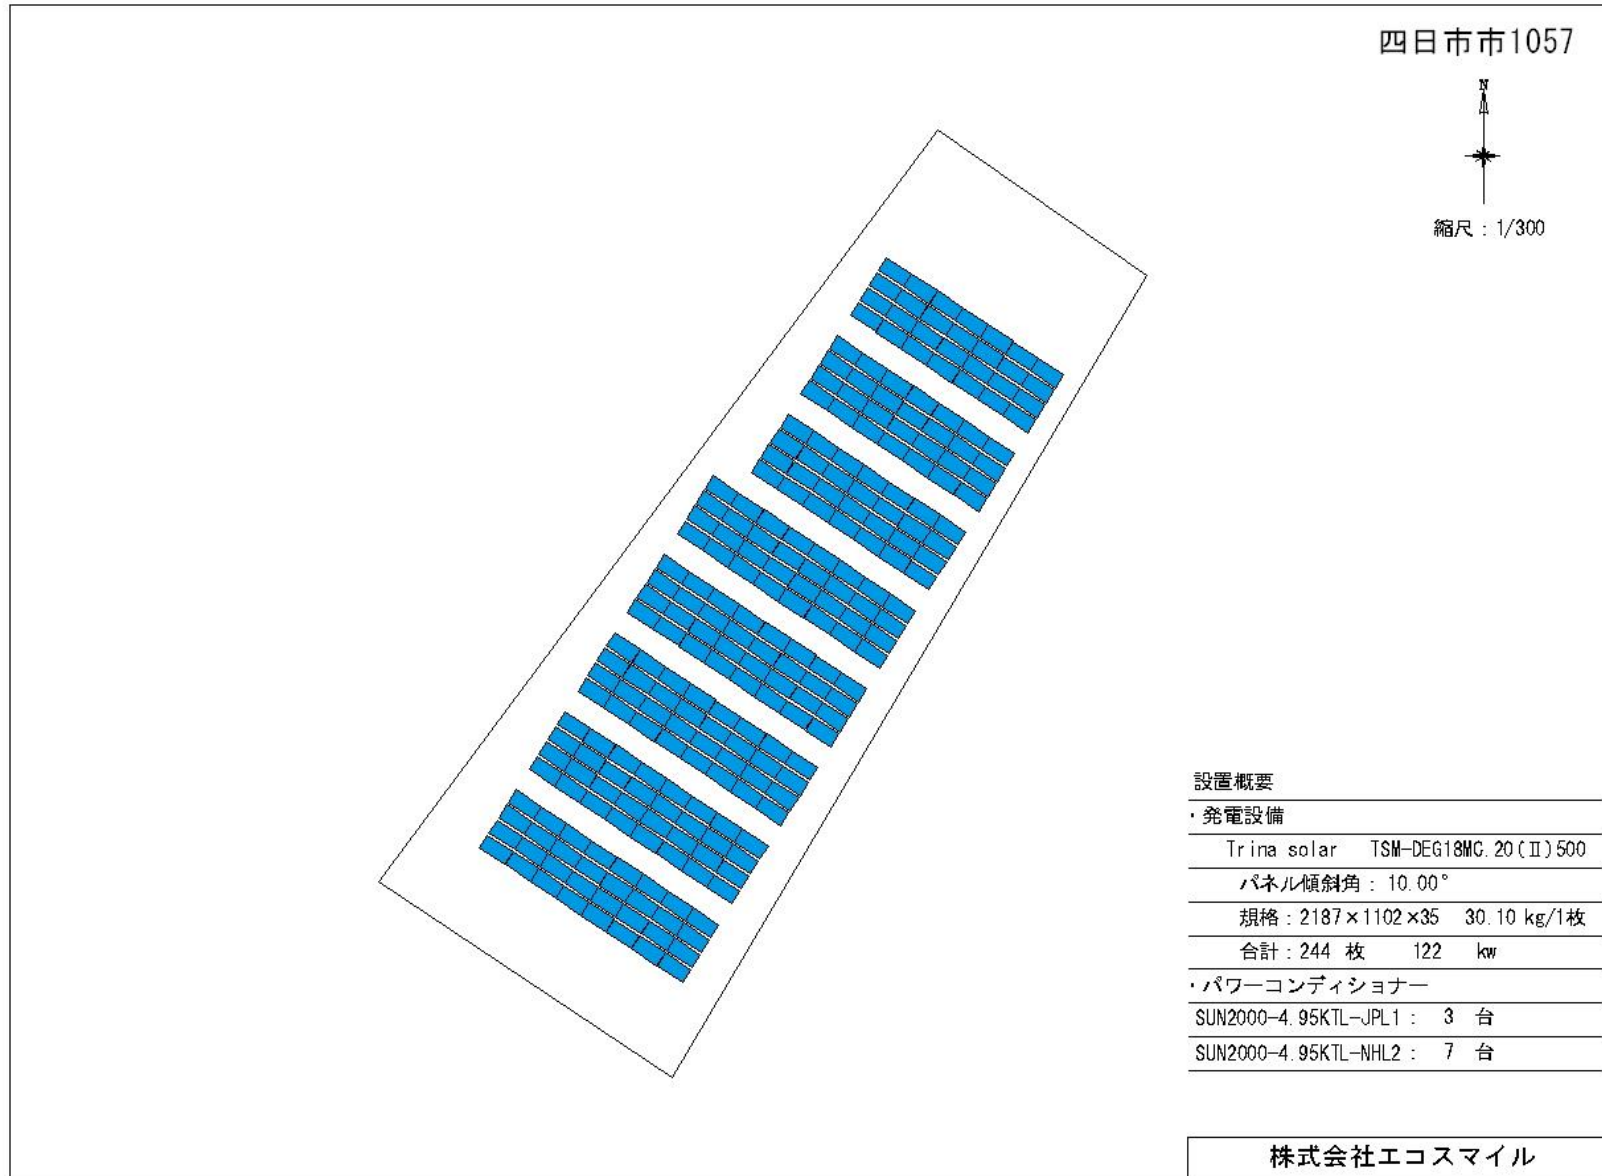 四日市市1057
N
縮尺：1/300
設置概要
・発電設備
Trina solar TSM-DEG18MC.20(Ⅱ)500
パネル傾斜角：10.00°
規格：2187×1102×35 30.10 kg/1枚
合計：244 枚 122 kw
・パワーコンディショナー
SUN2000-4.95KTL-JPL1： 3 台
SUN2000-4.95KTL-NHL2： 7 台
株式会社エコスマイル